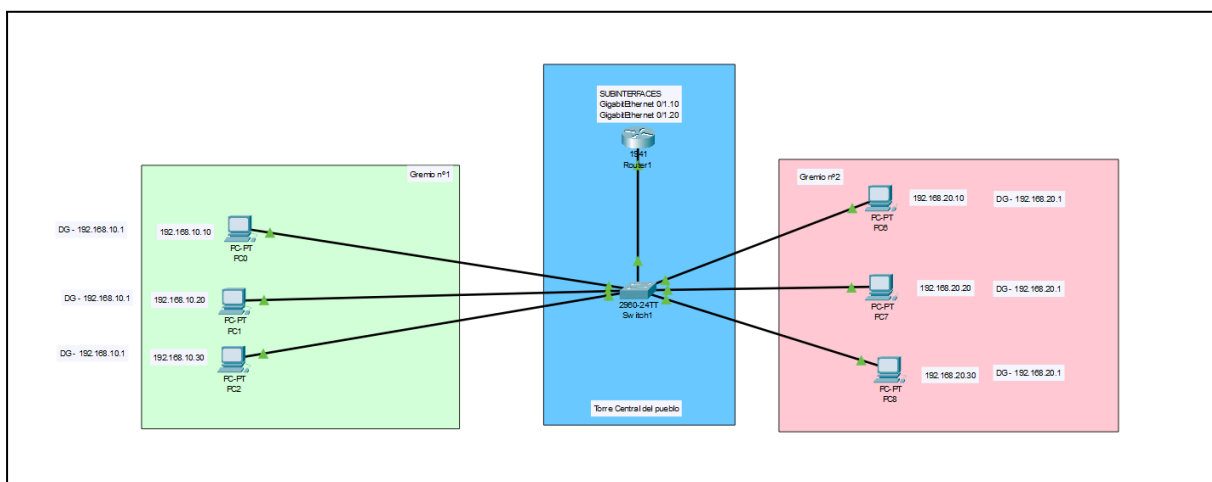 SUBINTERFACES
GigabitEthernet 0/1.10
GigabitEthernet 0/1.20
1941
Router1
Gremio nº1
DG - 192.168.10.1
192.168.10.10
PC-PT
PC0
DG - 192.168.10.1
192.168.10.20
PC-PT
PC1
DG - 192.168.10.1
192.168.10.30
PC-PT
PC2
2960-24TT
Switch1
Torre Central del pueblo
Gremio nº2
PC-PT
PC6
192.168.20.10
DG - 192.168.20.1
PC-PT
PC7
192.168.20.20
DG - 192.168.20.1
PC-PT
PC8
192.168.20.30
DG - 192.168.20.1